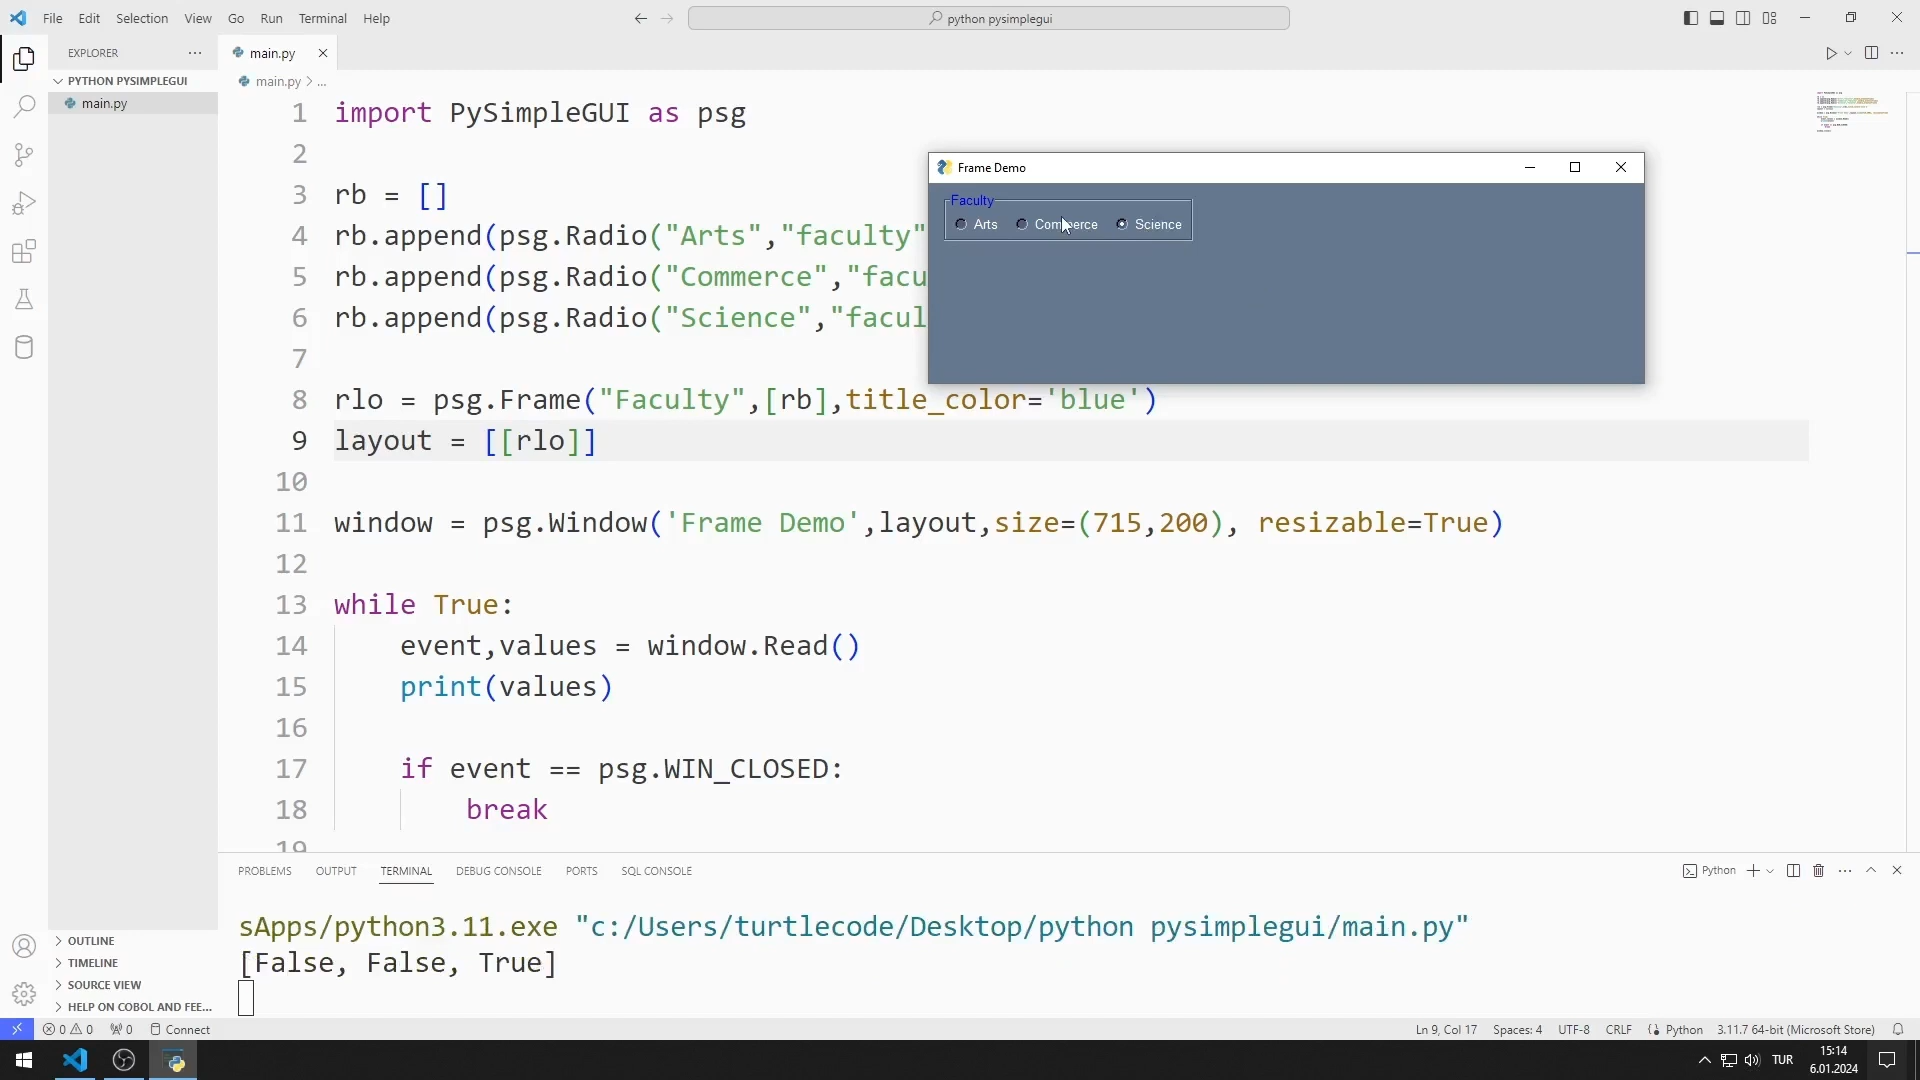 File Edit Selection View Go Run Terminal Help
python pysimplegui
EXPLORER
PYTHON PYSIMPLEGUI
main.py
OUTLINE
TIMELINE
SOURCE VIEW
HELP ON COBOL AND FEE...
main.py
main.py > ...
1 import PySimpleGUI as psg
2
3 rb = []
4 rb.append(psg.Radio("Arts","faculty"
5 rb.append(psg.Radio("Commerce","facu
6 rb.append(psg.Radio("Science","facul
7
8 rlo = psg.Frame("Faculty",[rb],title_color='blue')
9 layout = [[rlo]]
10
11 window = psg.Window('Frame Demo',layout,size=(715,200), resizable=True)
12
13 while True:
14 event,values = window.Read()
15 print(values)
16
17 if event == psg.WIN_CLOSED:
18 break
19
Frame Demo
Faculty
Arts Commerce Science
PROBLEMS OUTPUT TERMINAL DEBUG CONSOLE PORTS SQL CONSOLE
Python
sApps/python3.11.exe "c:/Users/turtlecode/Desktop/python pysimplegui/main.py"
[False, False, True]
0 0 0 Connect
Ln 9, Col 17 Spaces: 4 UTF-8 CRLF Python 3.11.7 64-bit (Microsoft Store)
TUR
15:14
6.01.2024